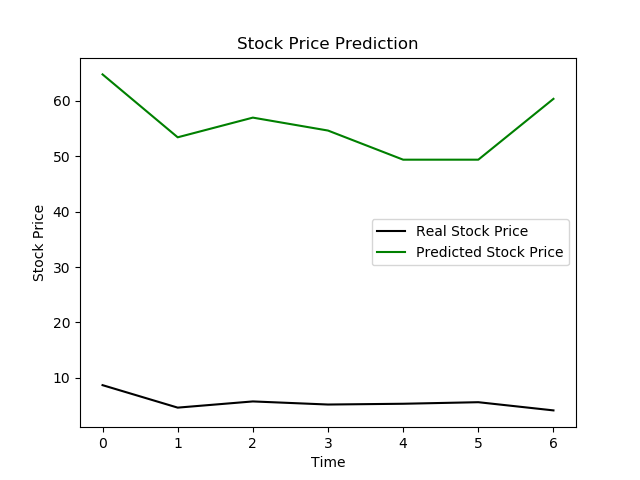 Stock Price Prediction
60
50
40
30
20
10
Stock Price
Real Stock Price
Predicted Stock Price
0 1 2 3 4 5 6
Time